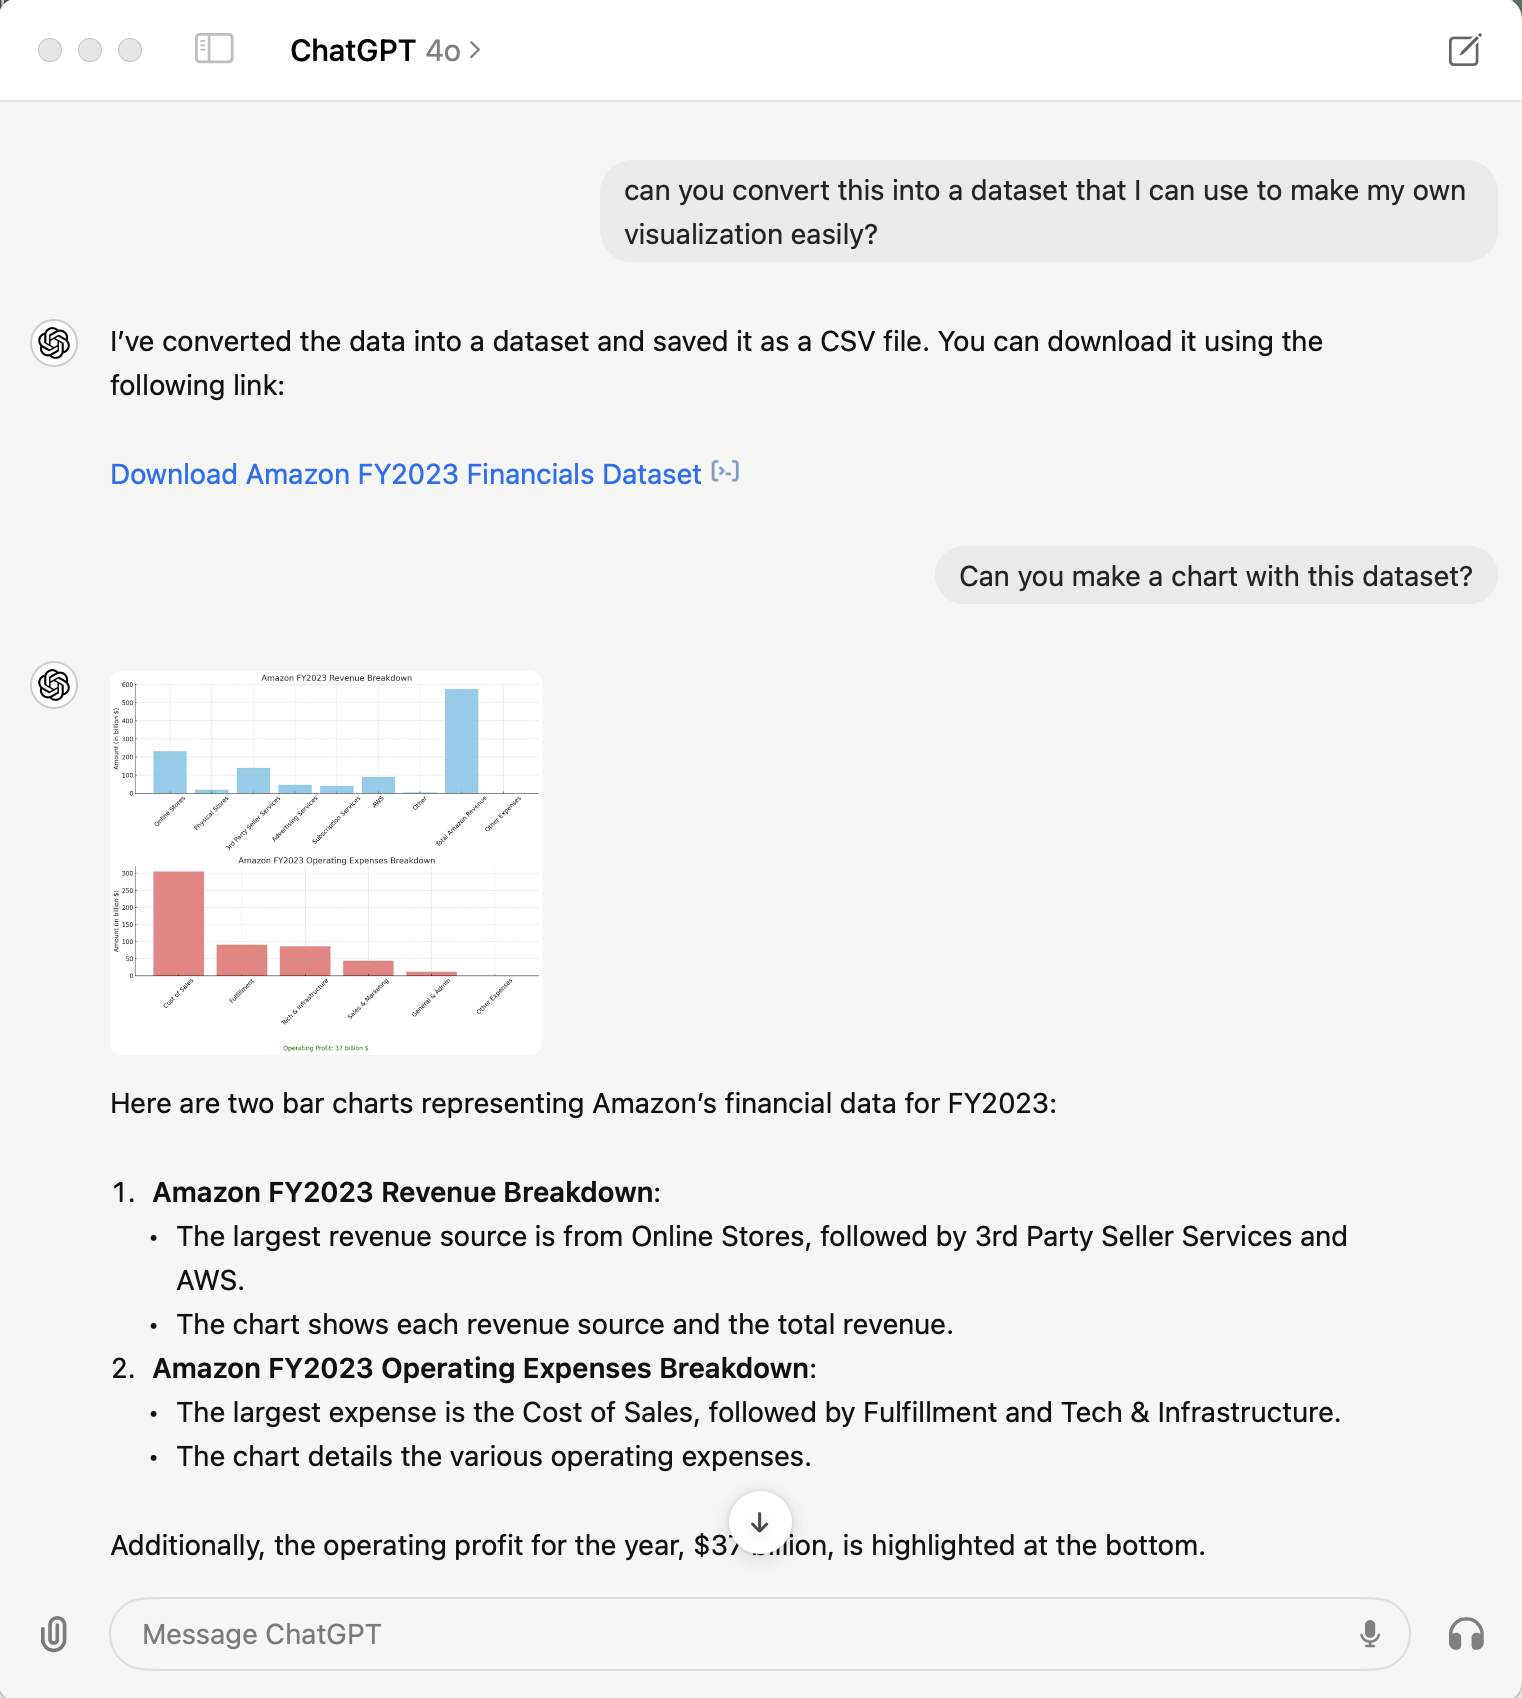 ChatGPT 4o >
can you convert this into a dataset that I can use to make my own
visualization easily?
I’ve converted the data into a dataset and saved it as a CSV file. You can download it using the
following link:
Download Amazon FY2023 Financials Dataset [>-]
Can you make a chart with this dataset?
Amazon FY2023 Revenue Breakdown
Amount (in billion $)
600
500
400
300
200
100
0
Online Stores
Physical Stores
3rd Party Seller Services
Advertising Services
Subscription Services
AWS
Other
Total Amazon Revenue
Other Expenses
Amazon FY2023 Operating Expenses Breakdown
Amount (in billion $)
300
250
200
150
100
50
0
Cost of Sales
Fulfillment
Tech & Infrastructure
Sales & Marketing
General & Admin
Other Expenses
Operating Profit: 37 billion $
Here are two bar charts representing Amazon’s financial data for FY2023:
1. Amazon FY2023 Revenue Breakdown:
• The largest revenue source is from Online Stores, followed by 3rd Party Seller Services and
AWS.
• The chart shows each revenue source and the total revenue.
2. Amazon FY2023 Operating Expenses Breakdown:
• The largest expense is the Cost of Sales, followed by Fulfillment and Tech & Infrastructure.
• The chart details the various operating expenses.
Additionally, the operating profit for the year, $37 billion, is highlighted at the bottom.
Message ChatGPT